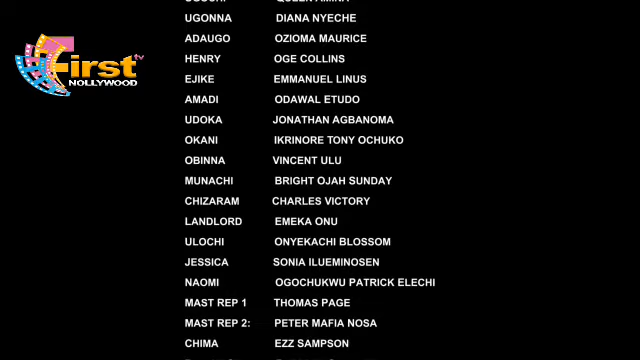 UGONNA DIANA NYECHE
ADAUGO OZIOMA MAURICE
HENRY OGE COLLINS
EJIKE EMMANUEL LINUS
AMADI ODAWAL ETUDO
UDOKA JONATHAN AGBANOMA
OKANI IKRINORE TONY OCHUKO
OBINNA VINCENT ULU
MUNACHI BRIGHT OJAH SUNDAY
CHIZARAM CHARLES VICTORY
LANDLORD EMEKA ONU
ULOCHI ONYEKACHI BLOSSOM
JESSICA SONIA ILUEMINOSEN
NAOMI OGOCHUKWU PATRICK ELECHI
MAST REP 1 THOMAS PAGE
MAST REP 2: PETER MAFIA NOSA
CHIMA EZZ SAMPSON
First tv
NOLLYWOOD